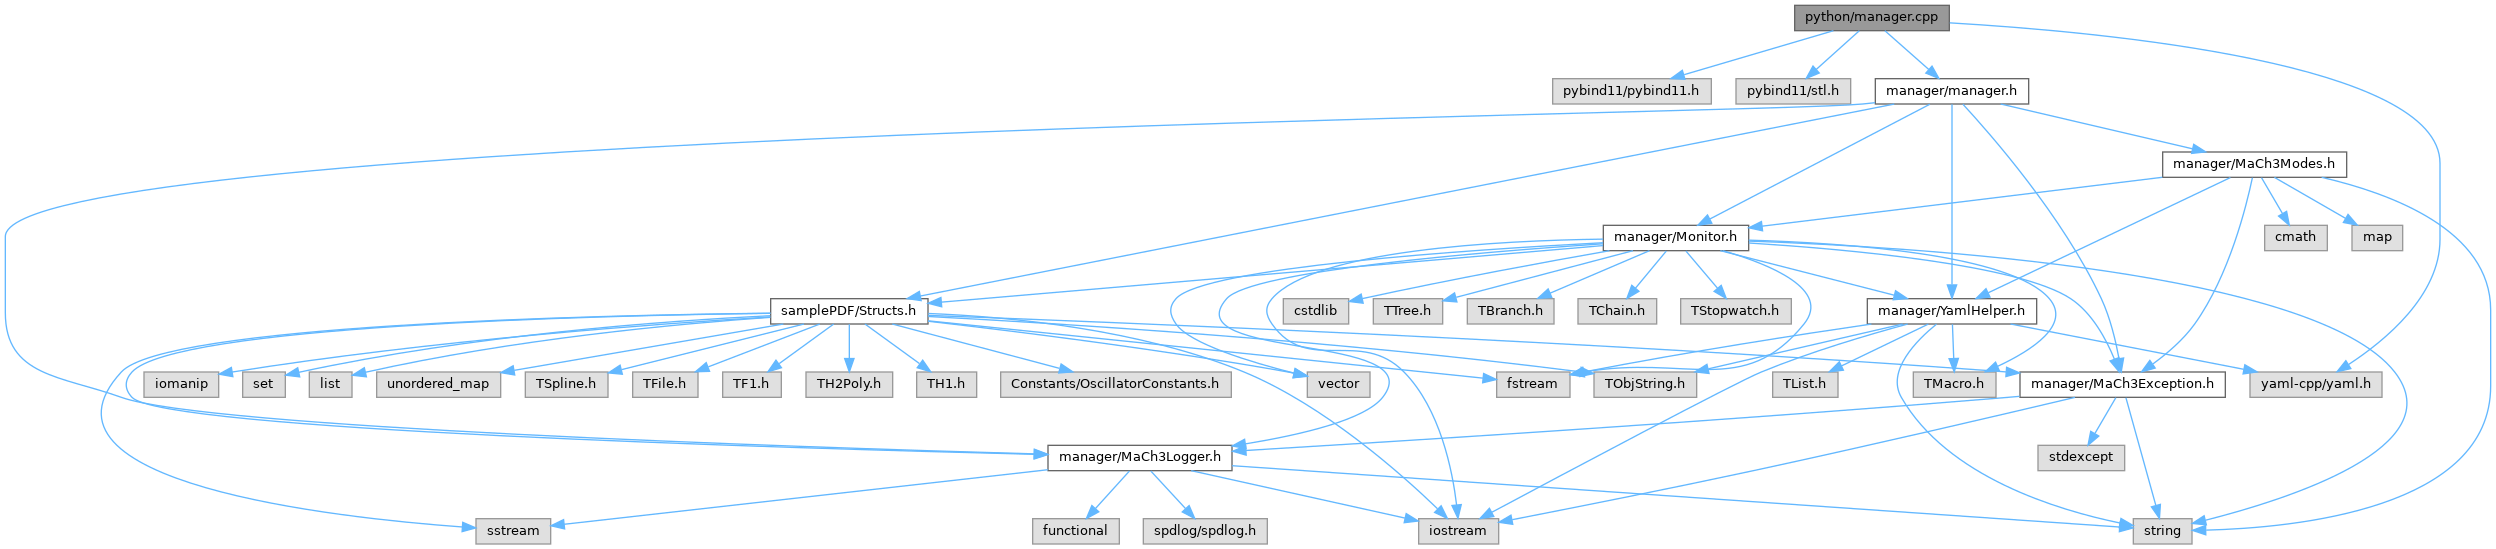 python/manager.cpp
pybind11/pybind11.h
pybind11/stl.h
manager/manager.h
manager/MaCh3Modes.h
manager/Monitor.h
cmath
map
samplePDF/Structs.h
cstdlib
TTree.h
TBranch.h
TChain.h
TStopwatch.h
manager/YamlHelper.h
iomanip
set
list
unordered_map
TSpline.h
TFile.h
TF1.h
TH2Poly.h
TH1.h
Constants/OscillatorConstants.h
vector
fstream
TObjString.h
TList.h
TMacro.h
manager/MaCh3Exception.h
yaml-cpp/yaml.h
manager/MaCh3Logger.h
stdexcept
sstream
functional
spdlog/spdlog.h
iostream
string